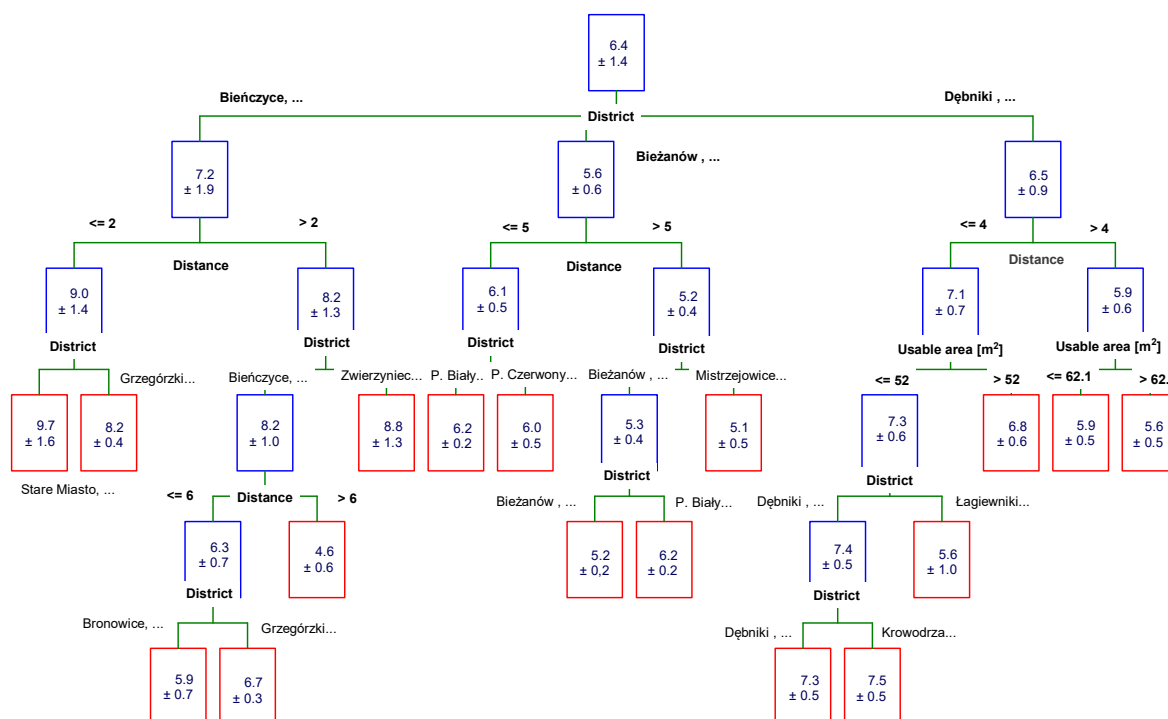 6.4
± 1.4
Bieńczyce, ...
Dębniki , ...
District
Bieżanów , ...
7.2
± 1.9
5.6
± 0.6
6.5
± 0.9
<= 2
> 2
<= 5
> 5
<= 4
> 4
Distance
Distance
Distance
9.0
± 1.4
8.2
± 1.3
6.1
± 0.5
5.2
± 0.4
7.1
± 0.7
5.9
± 0.6
District
District
District
District
Usable area [m²]
Usable area [m²]
Grzegórzki...
Bieńczyce, ...
Zwierzyniec...
P. Biały..
P. Czerwony...
Bieżanów , ...
Mistrzejowice...
<= 52
> 52
<= 62.1
> 62.
9.7
± 1.6
8.2
± 0.4
8.2
± 1.0
8.8
± 1.3
6.2
± 0.2
6.0
± 0.5
5.3
± 0.4
5.1
± 0.5
7.3
± 0.6
6.8
± 0.6
5.9
± 0.5
5.6
± 0.5
Stare Miasto, ...
<= 6
Distance
> 6
District
Bieżanów , ...
P. Biały...
District
Dębniki , ...
Łagiewniki...
6.3
± 0.7
4.6
± 0.6
5.2
± 0,2
6.2
± 0.2
7.4
± 0.5
5.6
± 1.0
District
District
Bronowice, ...
Grzegórzki...
Dębniki , ...
Krowodrza...
5.9
± 0.7
6.7
± 0.3
7.3
± 0.5
7.5
± 0.5